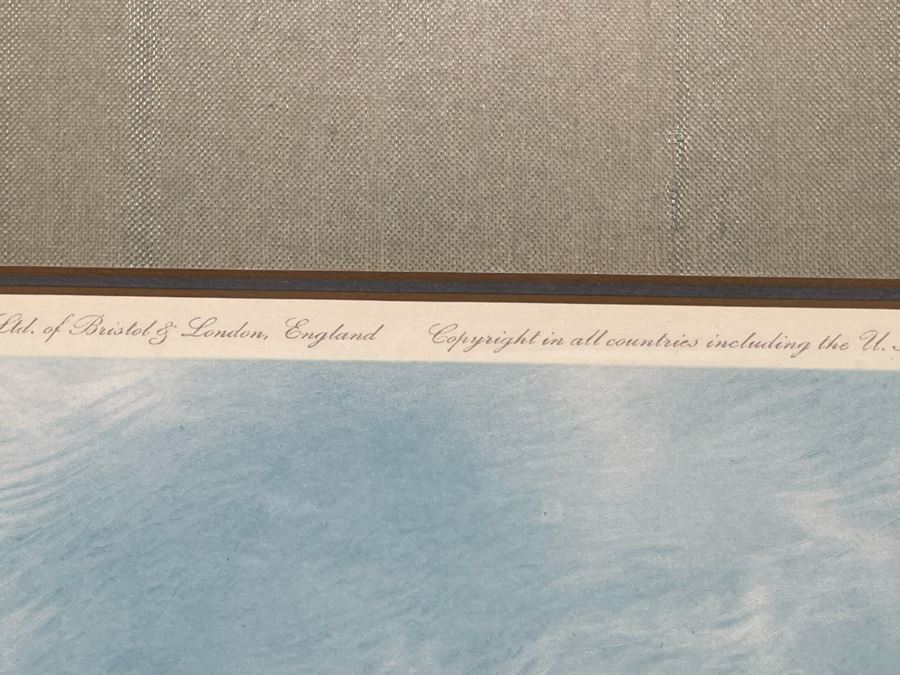 Ltd. of Bristol & London, England Copyright in all countries including the U.